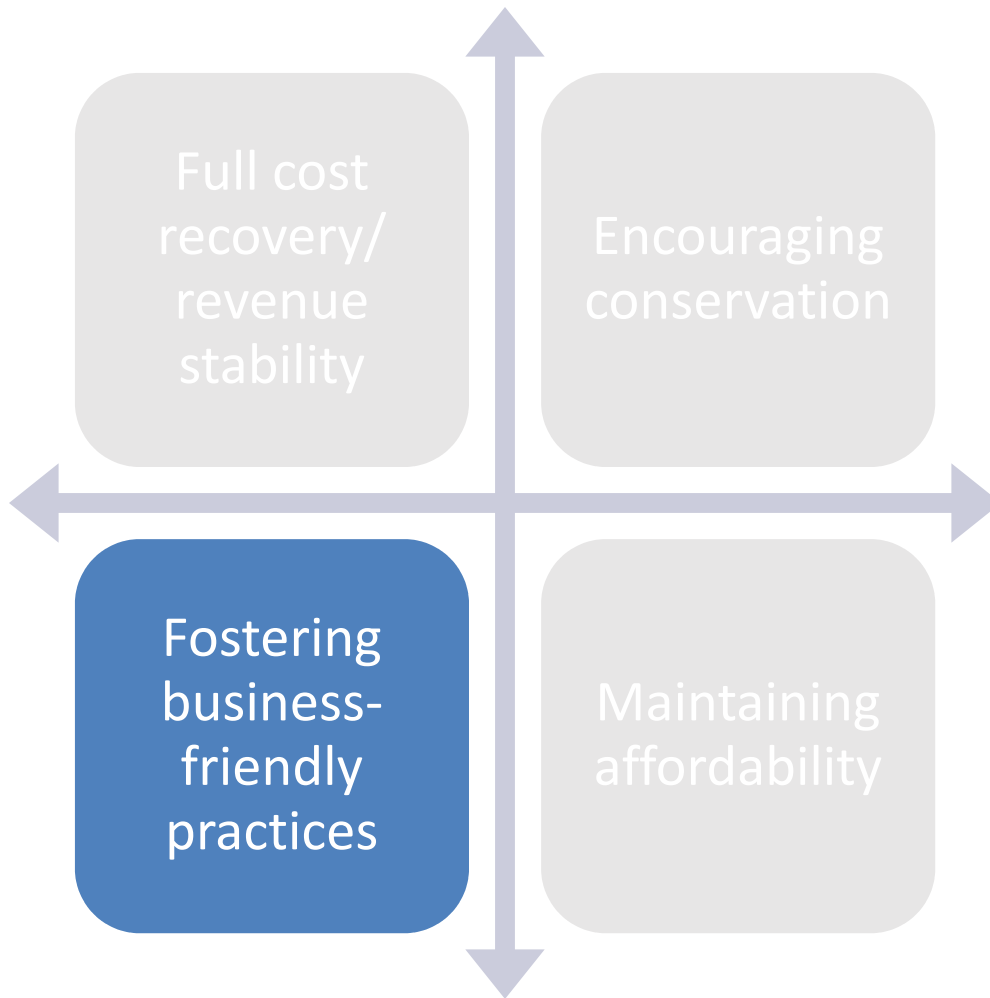 Full cost
recovery/
revenue
stability
Encouraging
conservation
Fostering
business-
friendly
practices
Maintaining
affordability